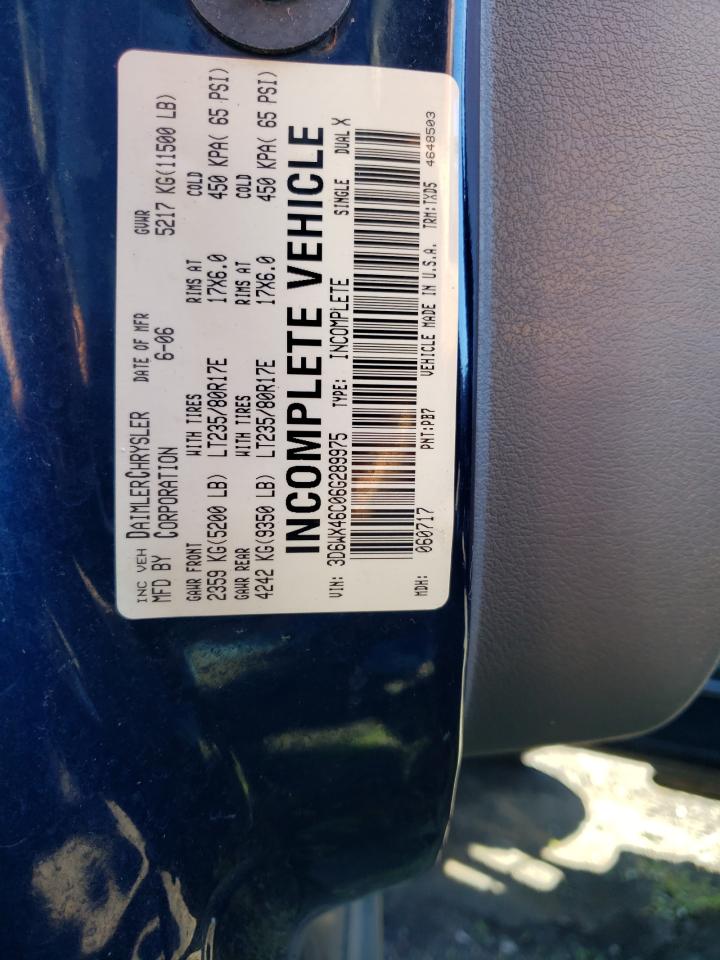 INC VEH DAIMLERCHRYSLER DATE OF MFR GVWR
MFD BY CORPORATION 6-06 5217 KG(11500 LB)
GAWR FRONT WITH TIRES RIMS AT COLD
2359 KG(5200 LB) LT235/80R17E 17X6.0 450 KPA( 65 PSI)
GAWR REAR WITH TIRES RIMS AT COLD
4242 KG(9350 LB) LT235/80R17E 17X6.0 450 KPA( 65 PSI)
INCOMPLETE VEHICLE
VIN: 3D6WX46C06G289975 TYPE: INCOMPLETE SINGLE DUAL X
MDH: 060717 PNT:PB7 VEHICLE MADE IN U.S.A. TRM:TXD5 4648503